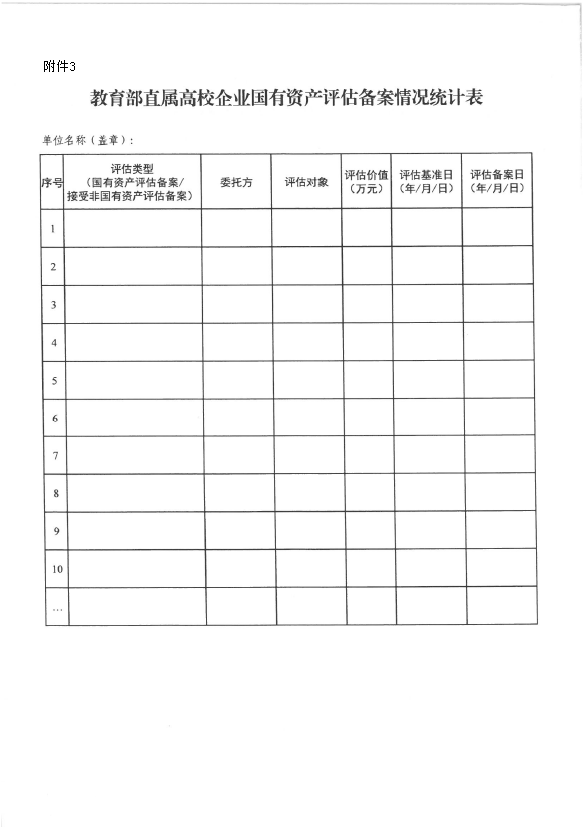 附件3
教育部直属高校企业国有资产评估备案情况统计表
单位名称（盖章）：
序号
评估类型
（国有资产评估备案/
接受非国有资产评估备案）
委托方
评估对象
评估价值
（万元）
评估基准日
（年/月/日）
评估备案日
（年/月/日）
1
2
3
4
5
6
7
8
9
10
…